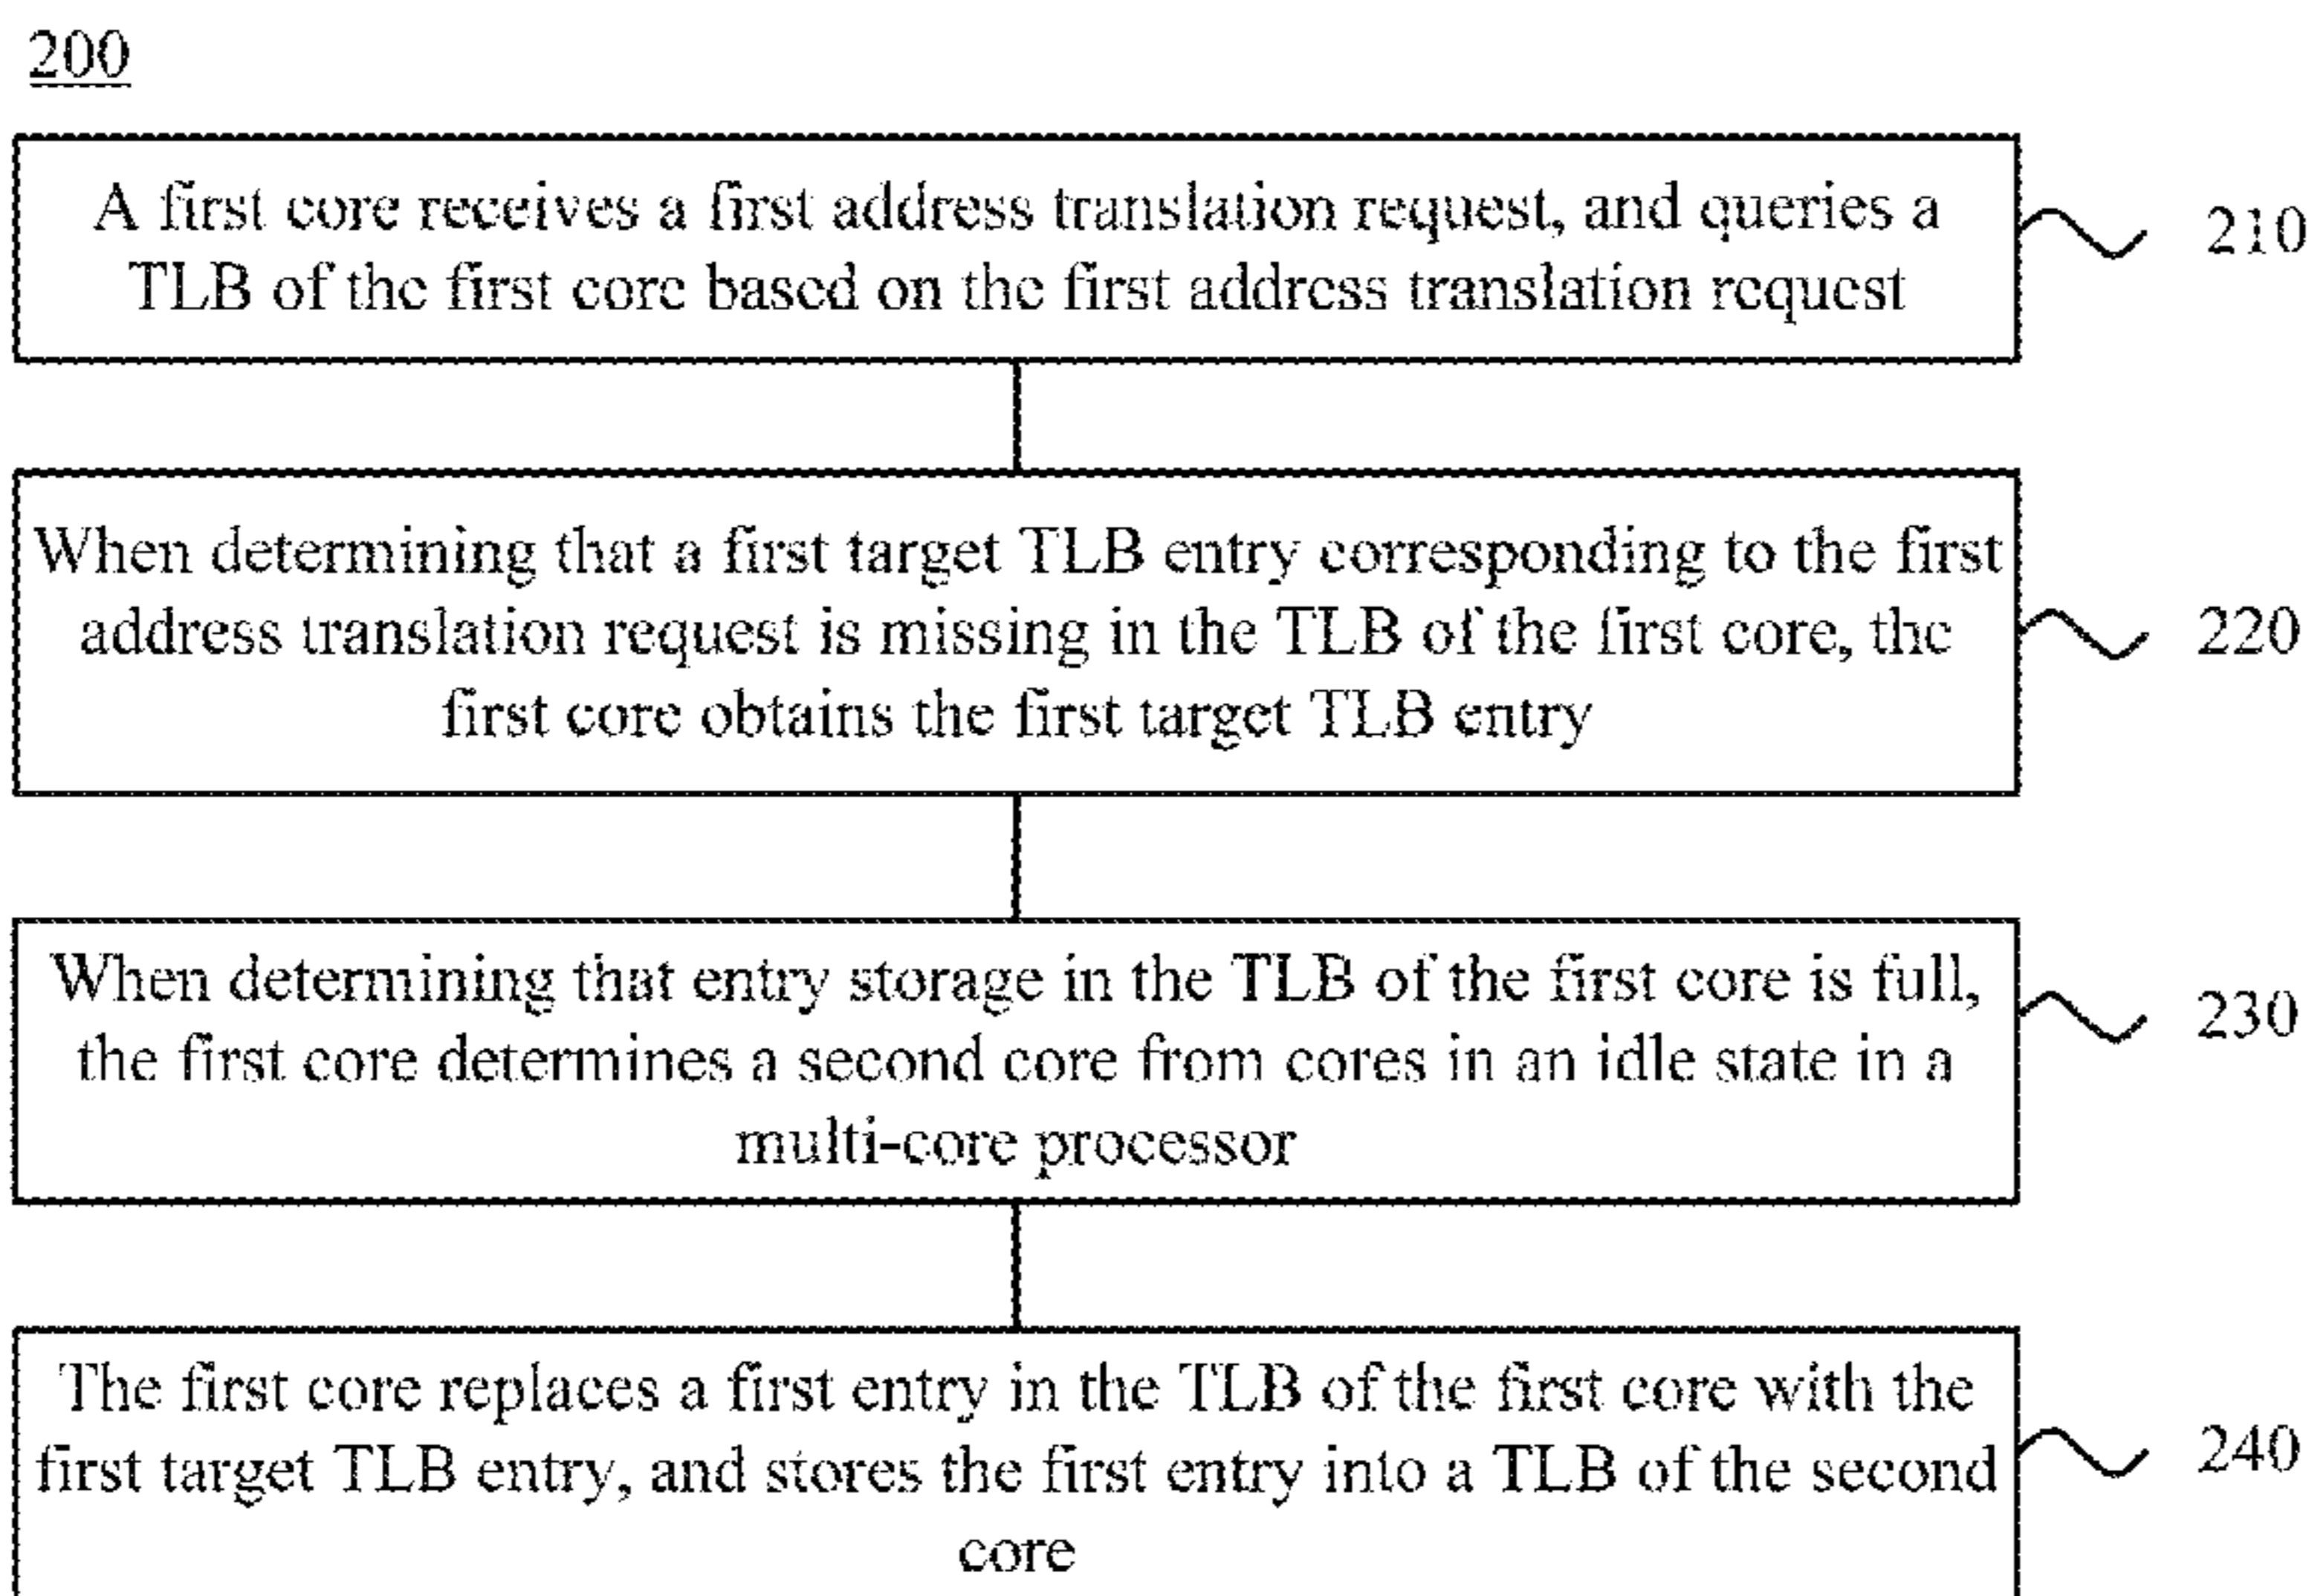 200
A first core receives a first address translation request, and queries a
TLB of the first core based on the first address translation request
210
When determining that a first target TLB entry corresponding to the first
address translation request is missing in the TLB of the first core, the
first core obtains the first target TLB entry
220
When determining that entry storage in the TLB of the first core is full,
the first core determines a second core from cores in an idle state in a
multi-core processor
230
The first core replaces a first entry in the TLB of the first core with the
first target TLB entry, and stores the first entry into a TLB of the second
core
240